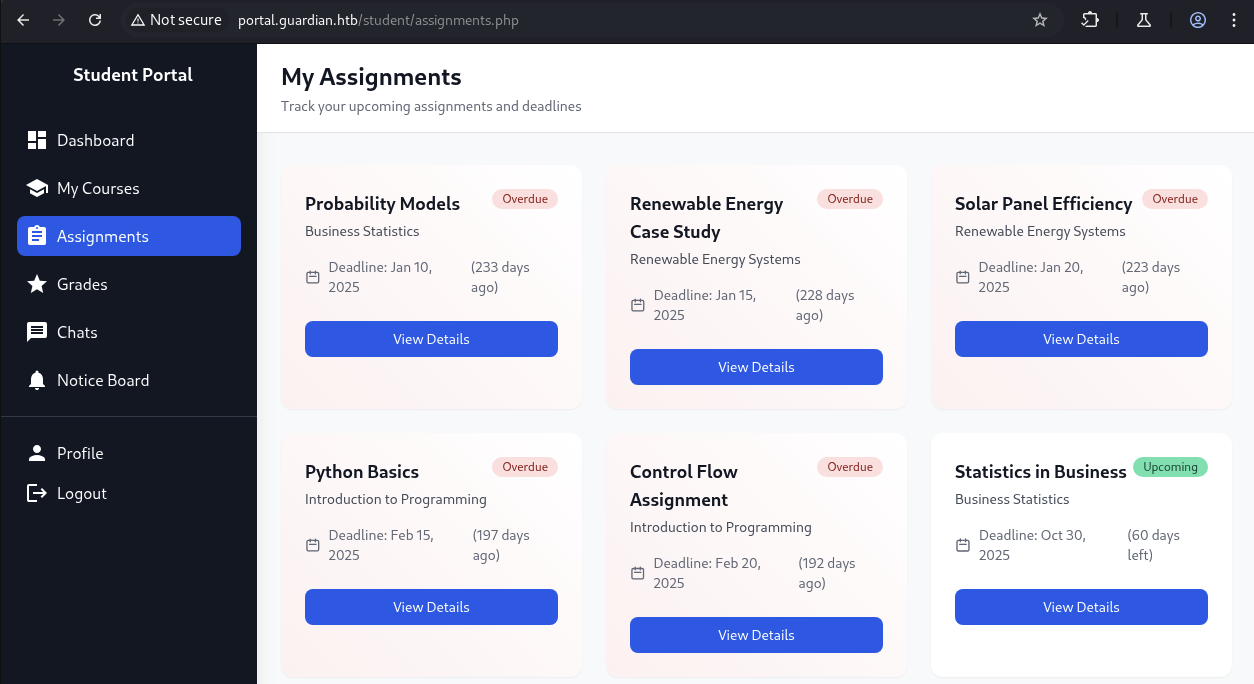 Not secure portal.guardian.htb/student/assignments.php
Student Portal
Dashboard
My Courses
Assignments
Grades
Chats
Notice Board
Profile
Logout
My Assignments
Track your upcoming assignments and deadlines
Probability Models
Overdue
Business Statistics
Deadline: Jan 10,
2025
(233 days
ago)
View Details
Renewable Energy
Case Study
Overdue
Renewable Energy Systems
Deadline: Jan 15,
2025
(228 days
ago)
View Details
Solar Panel Efficiency
Overdue
Renewable Energy Systems
Deadline: Jan 20,
2025
(223 days
ago)
View Details
Python Basics
Overdue
Introduction to Programming
Deadline: Feb 15,
2025
(197 days
ago)
View Details
Control Flow
Assignment
Overdue
Introduction to Programming
Deadline: Feb 20,
2025
(192 days
ago)
View Details
Statistics in Business
Upcoming
Business Statistics
Deadline: Oct 30,
2025
(60 days
left)
View Details